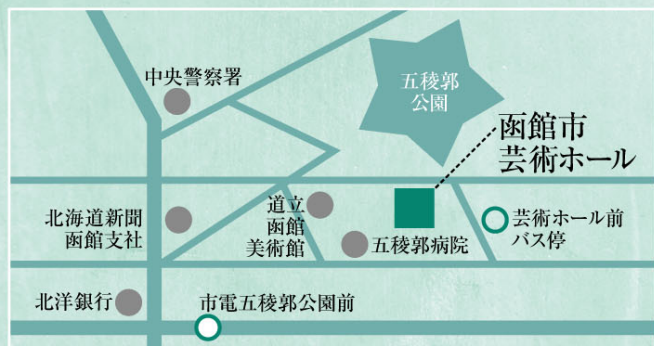 中央警察署
五稜郭
公園
函館市
芸術ホール
北海道新聞
函館支社
道立
函館
美術館
五稜郭病院
芸術ホール前
バス停
北洋銀行
市電五稜郭公園前